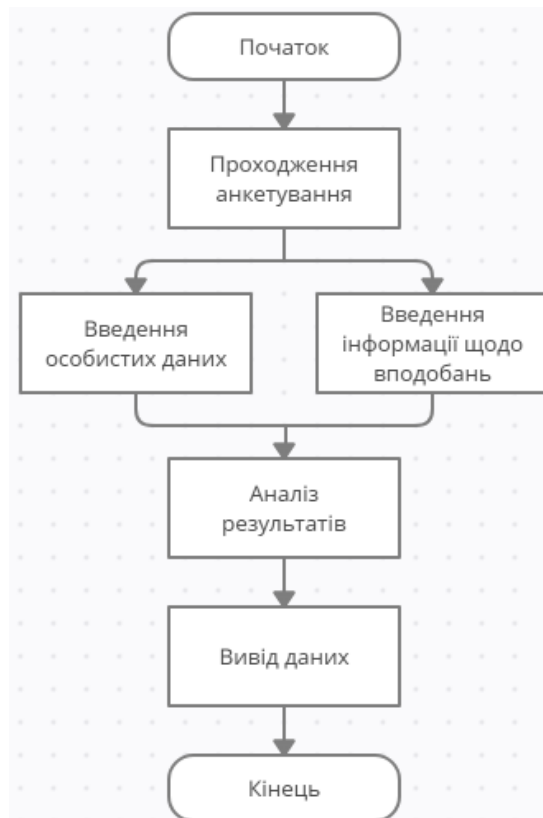 Початок
Проходження
анкетування
Введення
особистих даних
Введення
інформації щодо
вподобань
Аналіз
результатів
Вивід даних
Кінець